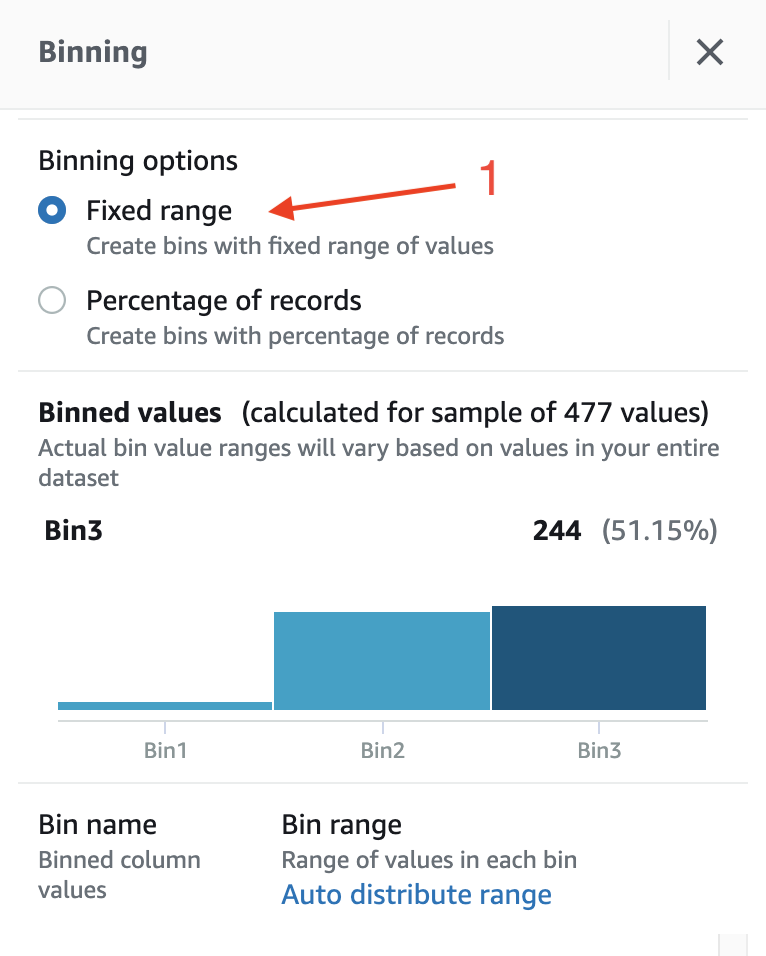 Binning
Binning options
1
Fixed range
Create bins with fixed range of values
Percentage of records
Create bins with percentage of records
Binned values (calculated for sample of 477 values)
Actual bin value ranges will vary based on values in your entire
dataset
Bin3 244 (51.15%)
Bin1 Bin2 Bin3
Bin name Bin range
Binned column Range of values in each bin
values Auto distribute range